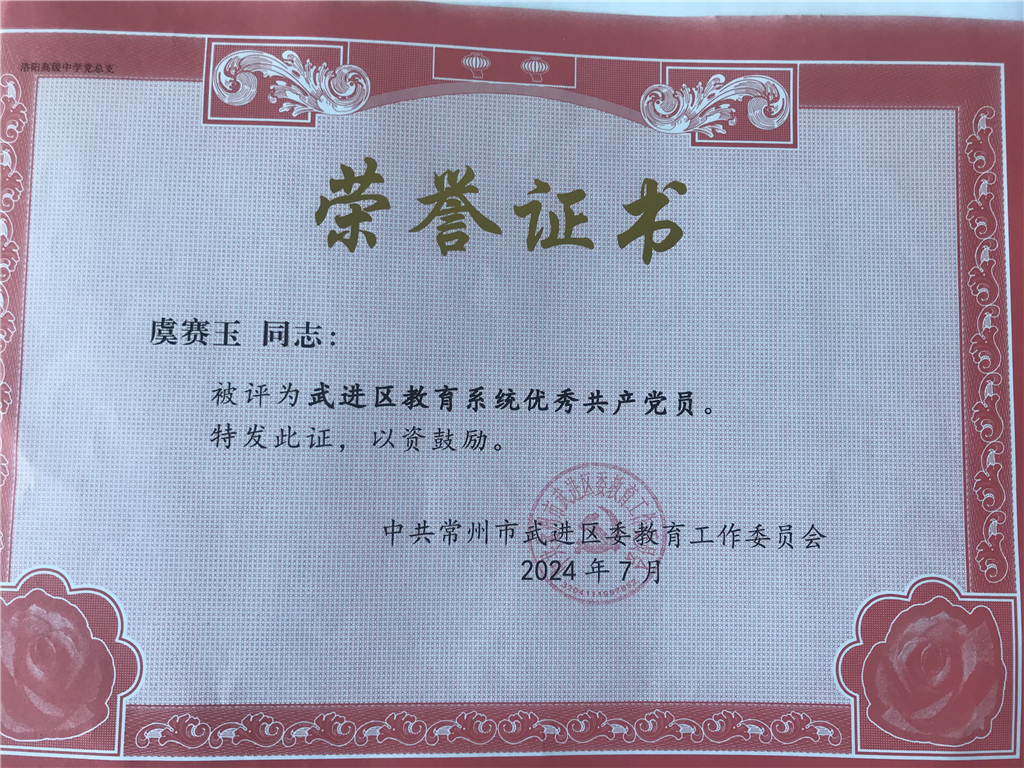 洛阳高级中学党总支
荣誉证书
虞赛玉 同志：
被评为武进区教育系统优秀共产党员。
特发此证，以资鼓励。
中共常州市武进区委教育工作委员会
2024年7月